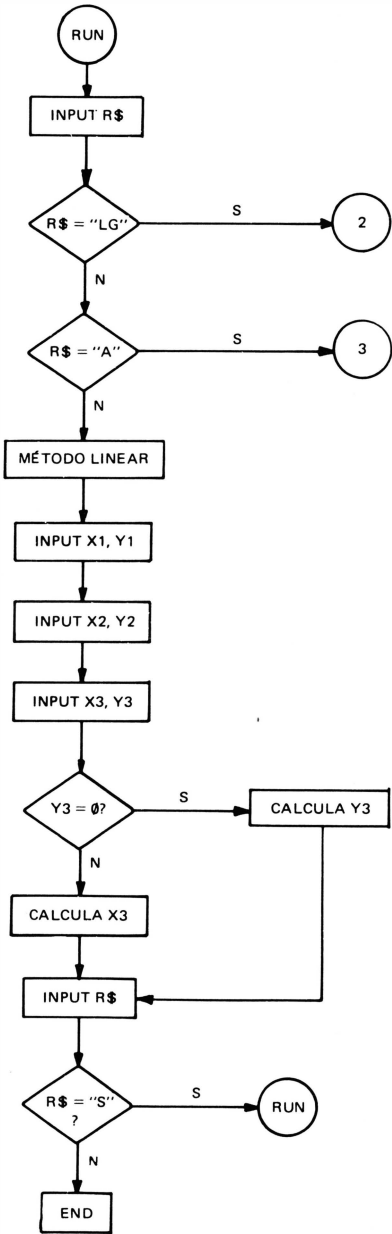 RUN
INPUT R$
R$ = "LG"
S
2
N
R$ = "A"
S
3
N
MÉTODO LINEAR
INPUT X1, Y1
INPUT X2, Y2
INPUT X3, Y3
Y3 = Ø?
S
CALCULA Y3
N
CALCULA X3
INPUT R$
R$ = "S"
?
S
RUN
N
END